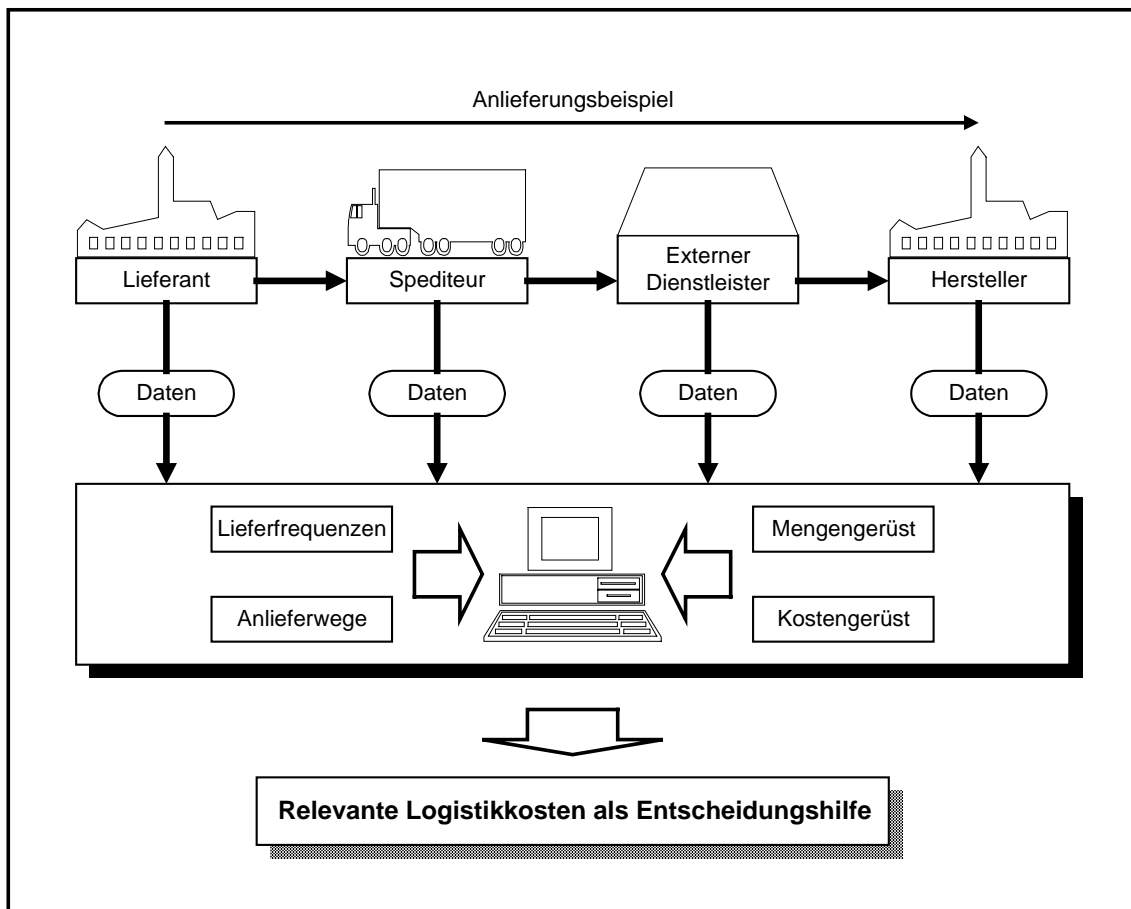 Anlieferungsbeispiel
Lieferant
Spediteur
Externer
Dienstleister
Hersteller
Daten
Daten
Daten
Daten
Lieferfrequenzen
Mengengerüst
Anlieferwege
Kostengerüst
Relevante Logistikkosten als Entscheidungshilfe